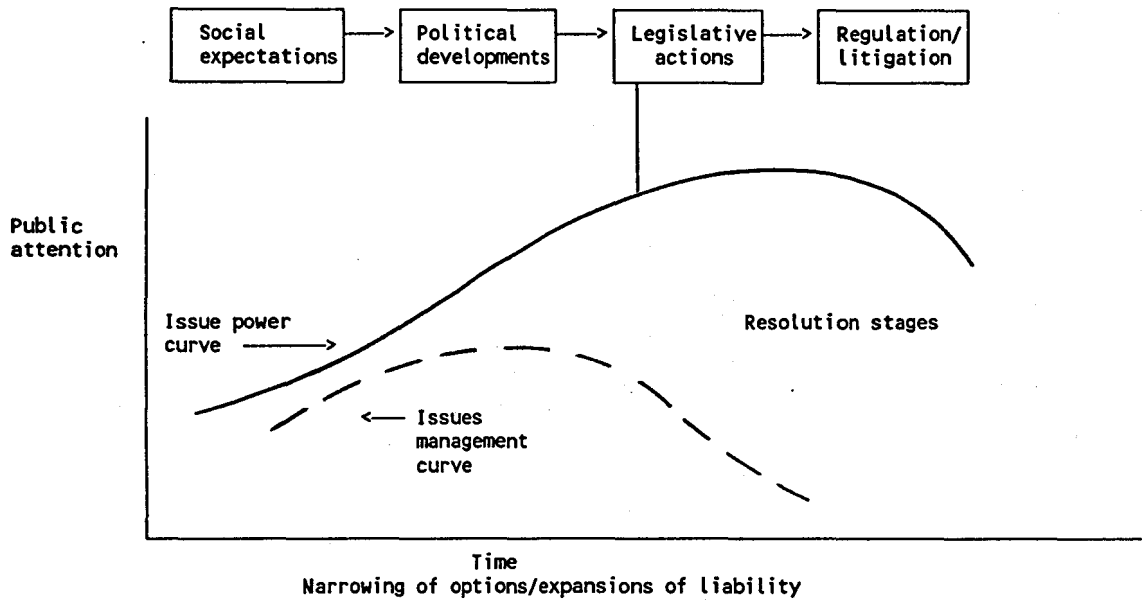 Social
expectations
Political
developments
Legislative
actions
Regulation/
litigation
Public
attention
Issue power
curve
Resolution stages
Issues
management
curve
Time
Narrowing of options/expansions of liability